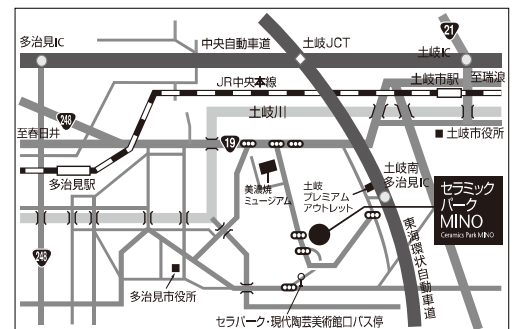 多治見IC
中央自動車道
土岐JCT
21
土岐IC
土岐市駅
至瑞浪
JR中央本線
土岐川
248
至春日井
19
土岐市役所
多治見駅
美濃焼
ミュージアム
土岐
プレミアム
アウトレット
土岐南
多治見IC
セラミック
パーク
MINO
Ceramics Park MINO
東海環状自動車道
248
多治見市役所
セラパーク・現代陶芸美術館口バス停